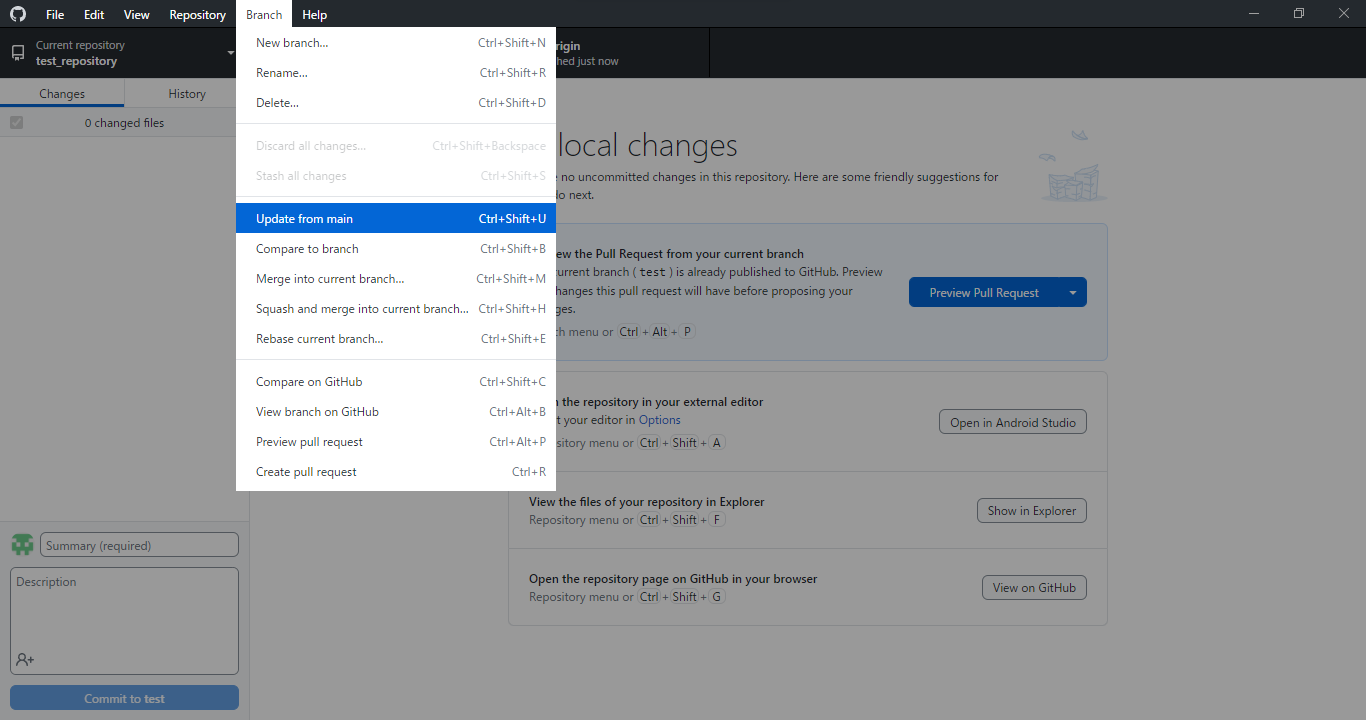 File Edit View Repository Branch Help
Current repository
test_repository
rigin
hed just now
Changes History
0 changed files
New branch... Ctrl+Shift+N
Rename... Ctrl+Shift+R
Delete... Ctrl+Shift+D
Discard all changes... Ctrl+Shift+Backspace
Stash all changes Ctrl+Shift+S
Update from main Ctrl+Shift+U
Compare to branch Ctrl+Shift+B
Merge into current branch... Ctrl+Shift+M
Squash and merge into current branch... Ctrl+Shift+H
Rebase current branch... Ctrl+Shift+E
Compare on GitHub Ctrl+Shift+C
View branch on GitHub Ctrl+Alt+B
Preview pull request Ctrl+Alt+P
Create pull request Ctrl+R
local changes
no uncommitted changes in this repository. Here are some friendly suggestions for
o next.
ew the Pull Request from your current branch
urrent branch ( test ) is already published to GitHub. Preview
hanges this pull request will have before proposing your
ges.
h menu or Ctrl + Alt + P
Preview Pull Request
the repository in your external editor
t your editor in Options
sitory menu or Ctrl + Shift + A
Open in Android Studio
View the files of your repository in Explorer
Repository menu or Ctrl + Shift + F
Show in Explorer
Open the repository page on GitHub in your browser
Repository menu or Ctrl + Shift + G
View on GitHub
Summary (required)
Description
Commit to test